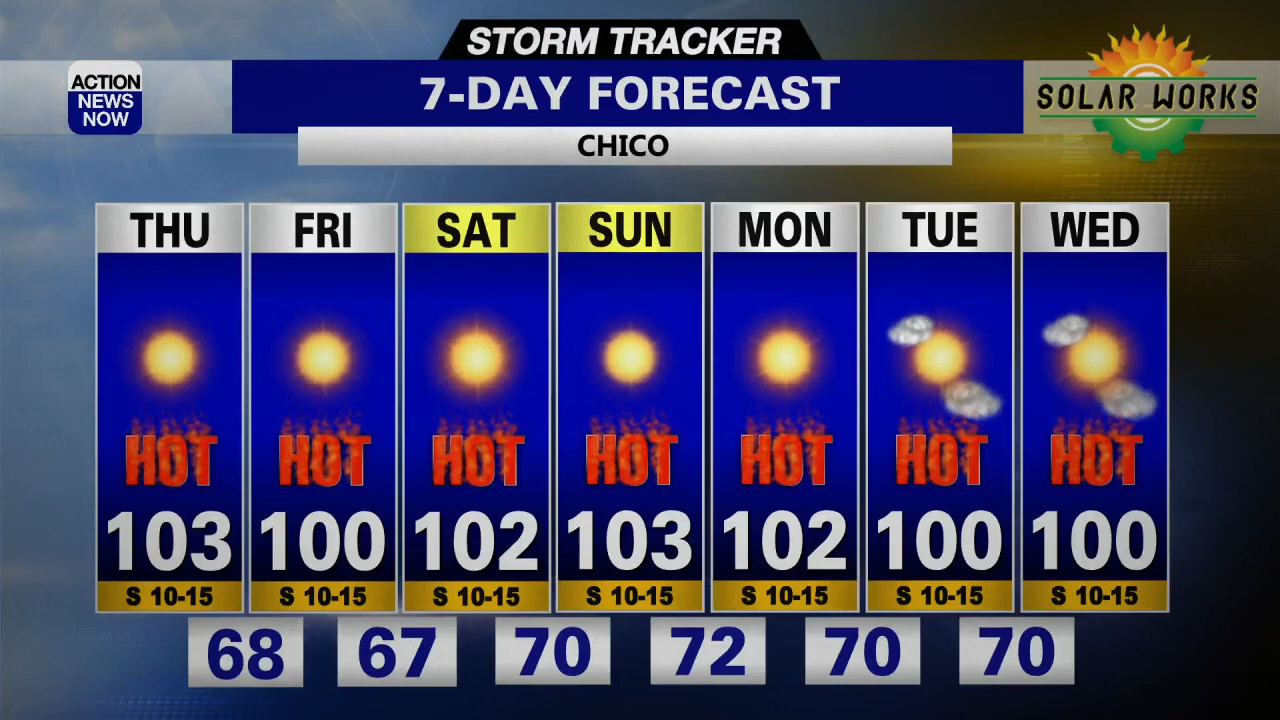 STORM TRACKER
ACTION
NEWS
NOW
7-DAY FORECAST
SOLAR WORKS
CHICO
THU FRI SAT SUN MON TUE WED
HOT HOT HOT HOT HOT HOT HOT
103 100 102 103 102 100 100
S 10-15 S 10-15 S 10-15 S 10-15 S 10-15 S 10-15 S 10-15
68 67 70 72 70 70